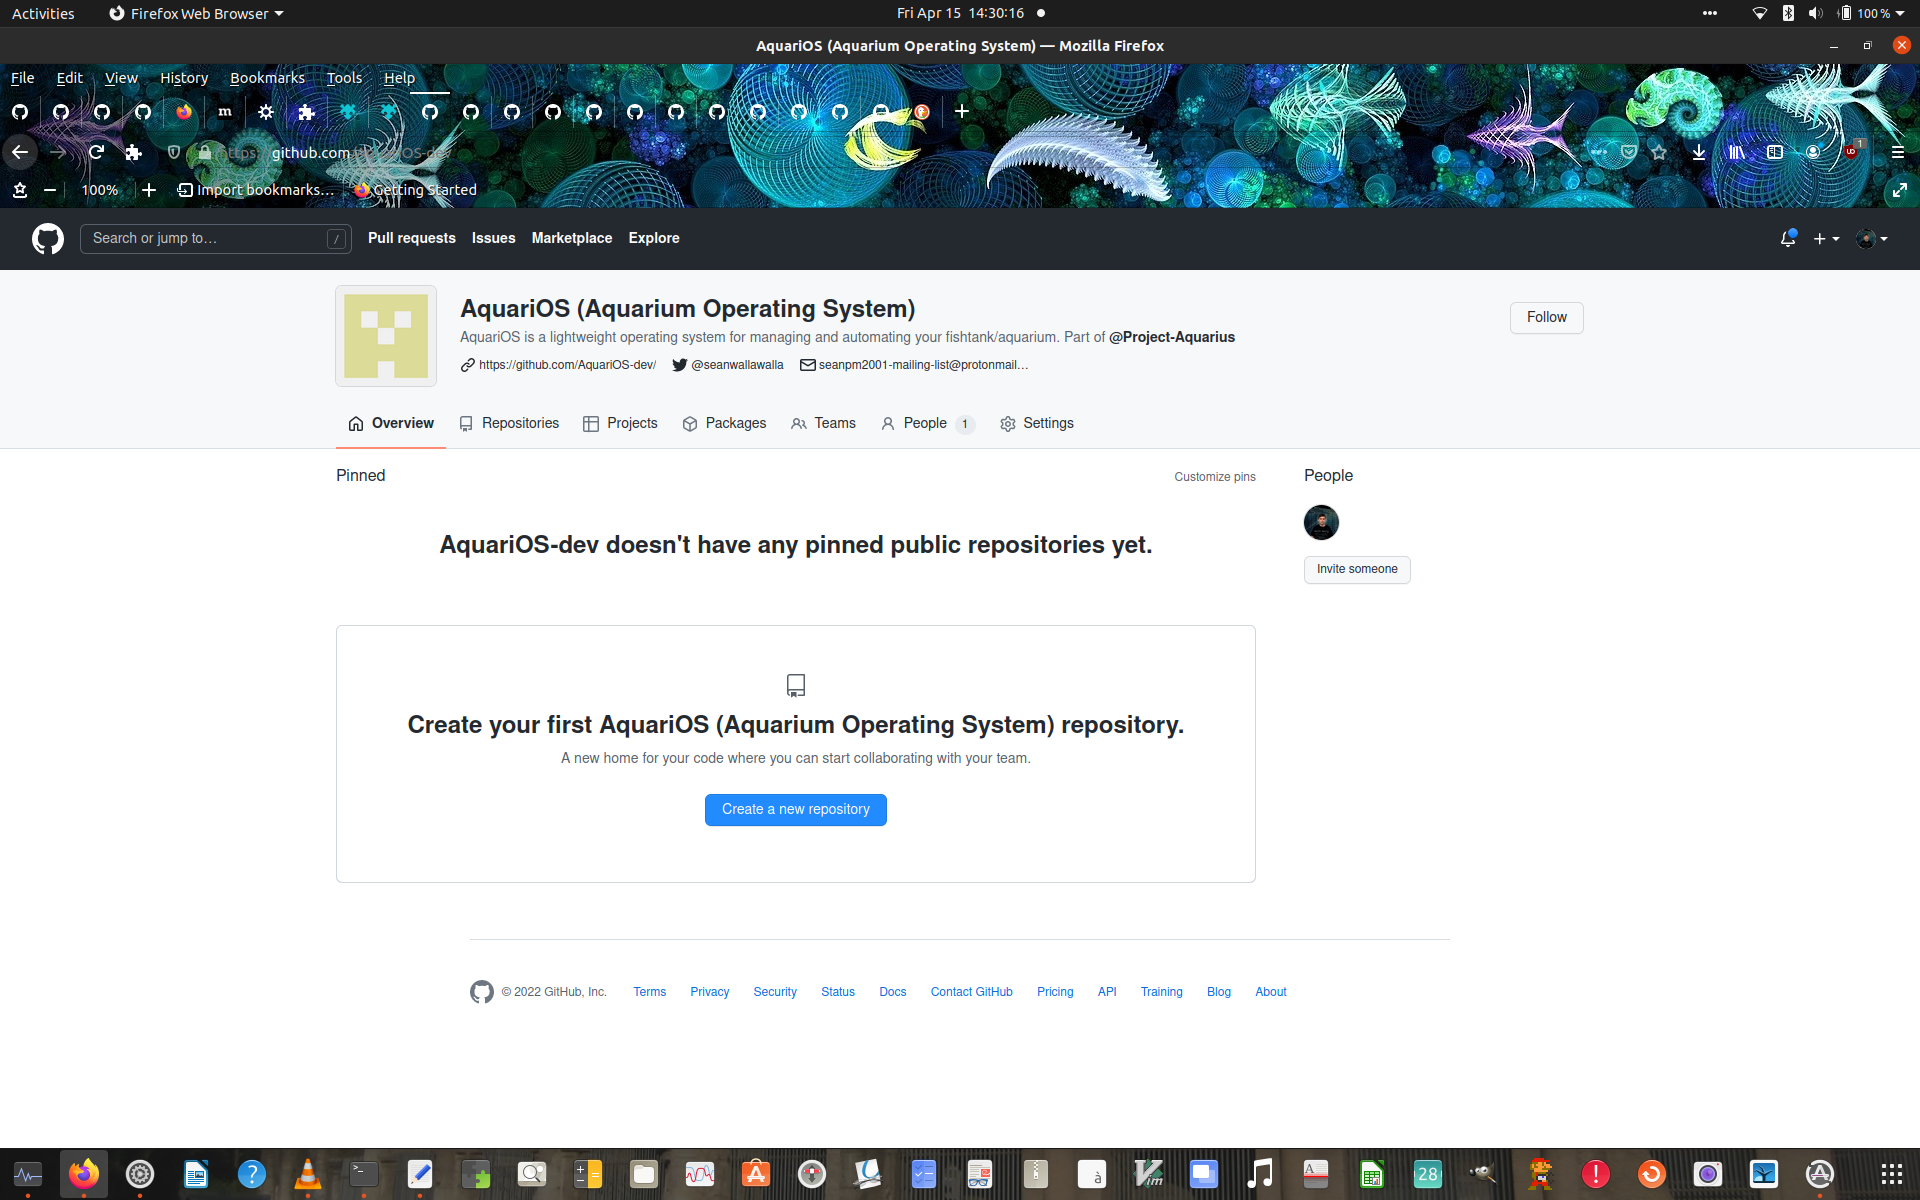 Activities Firefox Web Browser Fri Apr 15 14:30:16 100 %
AquariOS (Aquarium Operating System) — Mozilla Firefox
File Edit View History Bookmarks Tools Help
m
https://github.com/AquariOS-dev/ 1
100% Import bookmarks… Getting Started
Search or jump to… / Pull requests Issues Marketplace Explore
AquariOS (Aquarium Operating System)
Follow
AquariOS is a lightweight operating system for managing and automating your fishtank/aquarium. Part of @Project-Aquarius
https://github.com/AquariOS-dev/ @seanwallawalla seanpm2001-mailing-list@protonmail…
Overview Repositories Projects Packages Teams People 1 Settings
Pinned Customize pins People
AquariOS-dev doesn't have any pinned public repositories yet.
Invite someone
Create your first AquariOS (Aquarium Operating System) repository.
A new home for your code where you can start collaborating with your team.
Create a new repository
© 2022 GitHub, Inc. Terms Privacy Security Status Docs Contact GitHub Pricing API Training Blog About
28